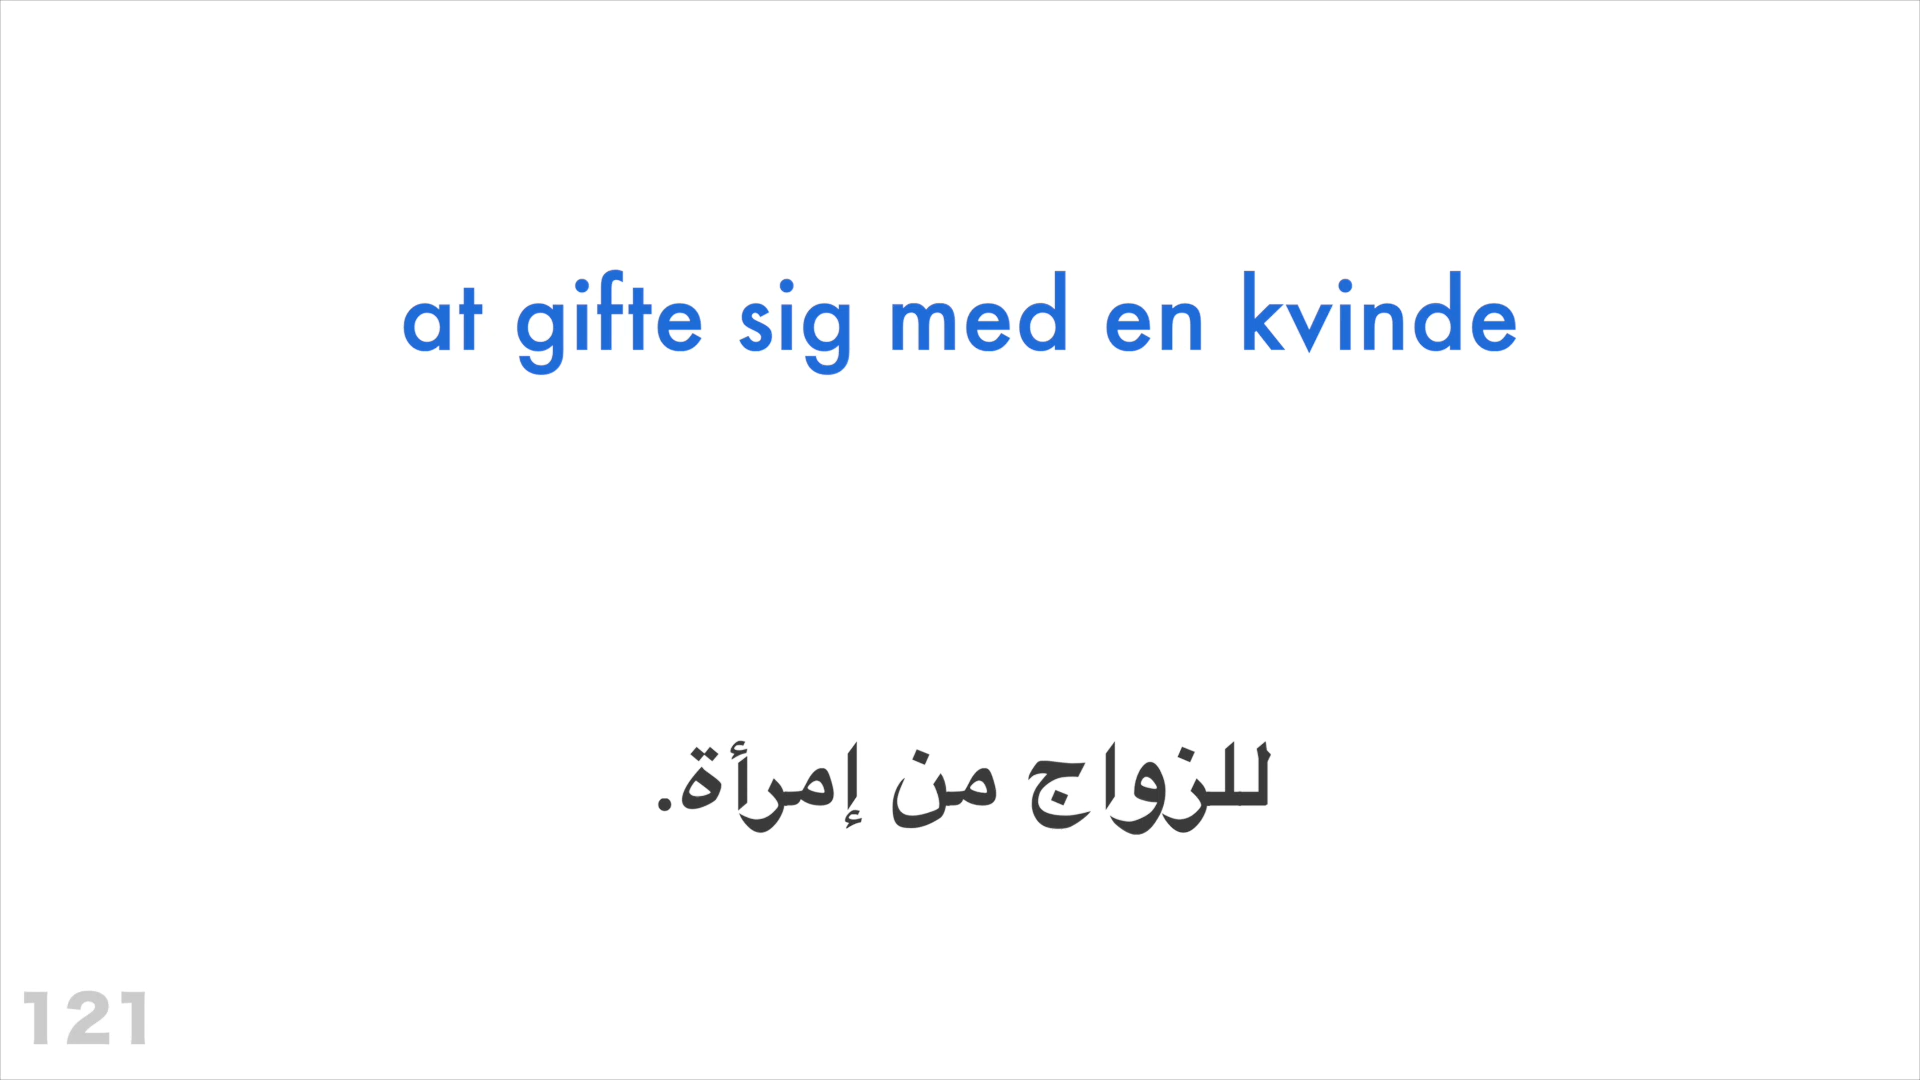 at gifte sig med en kvinde
للزواج من إمرأة.
121